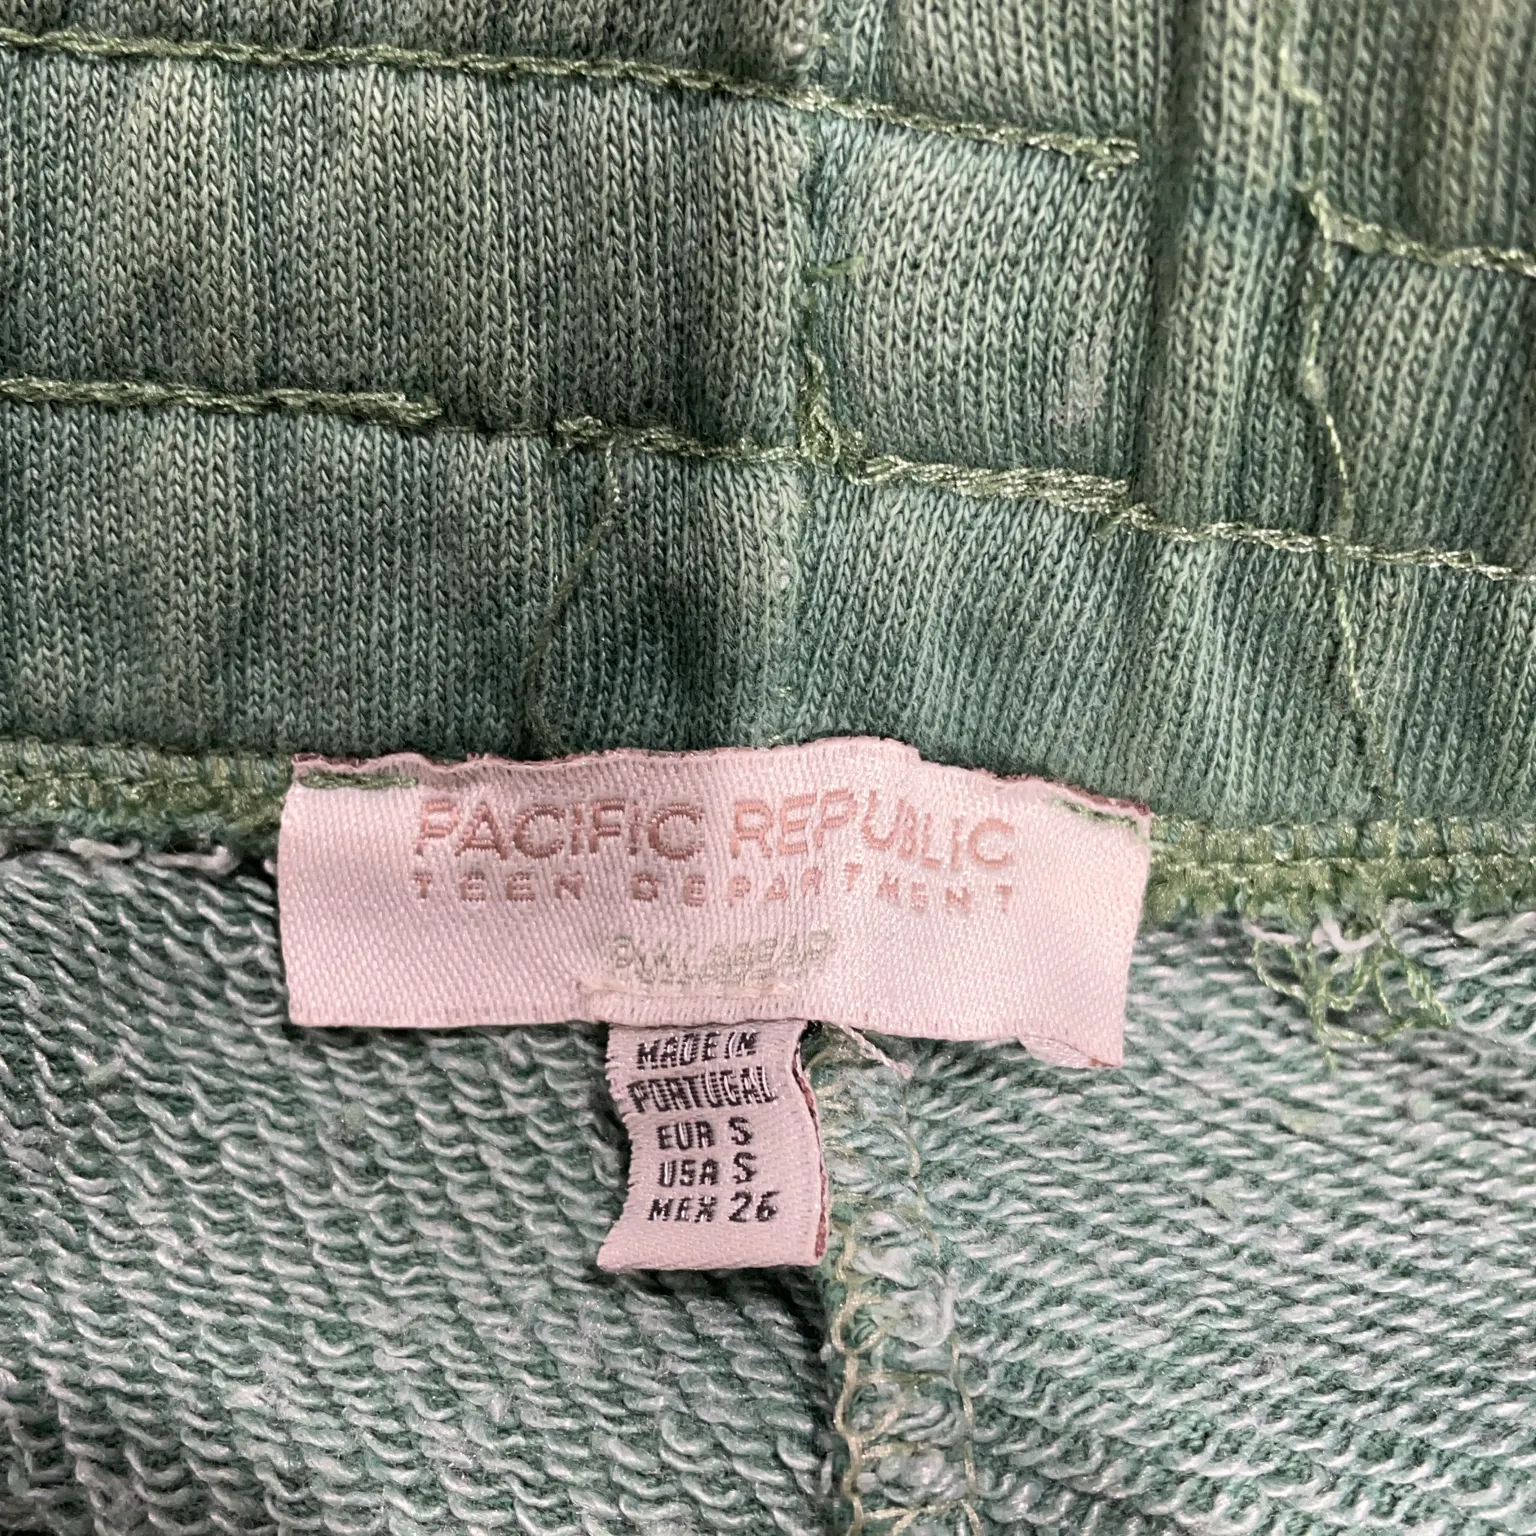 PACIFIC REPUBLIC
TEEN DEPARTMENT
MADE IN
PORTUGAL
EUR S
USA S
MEX 26